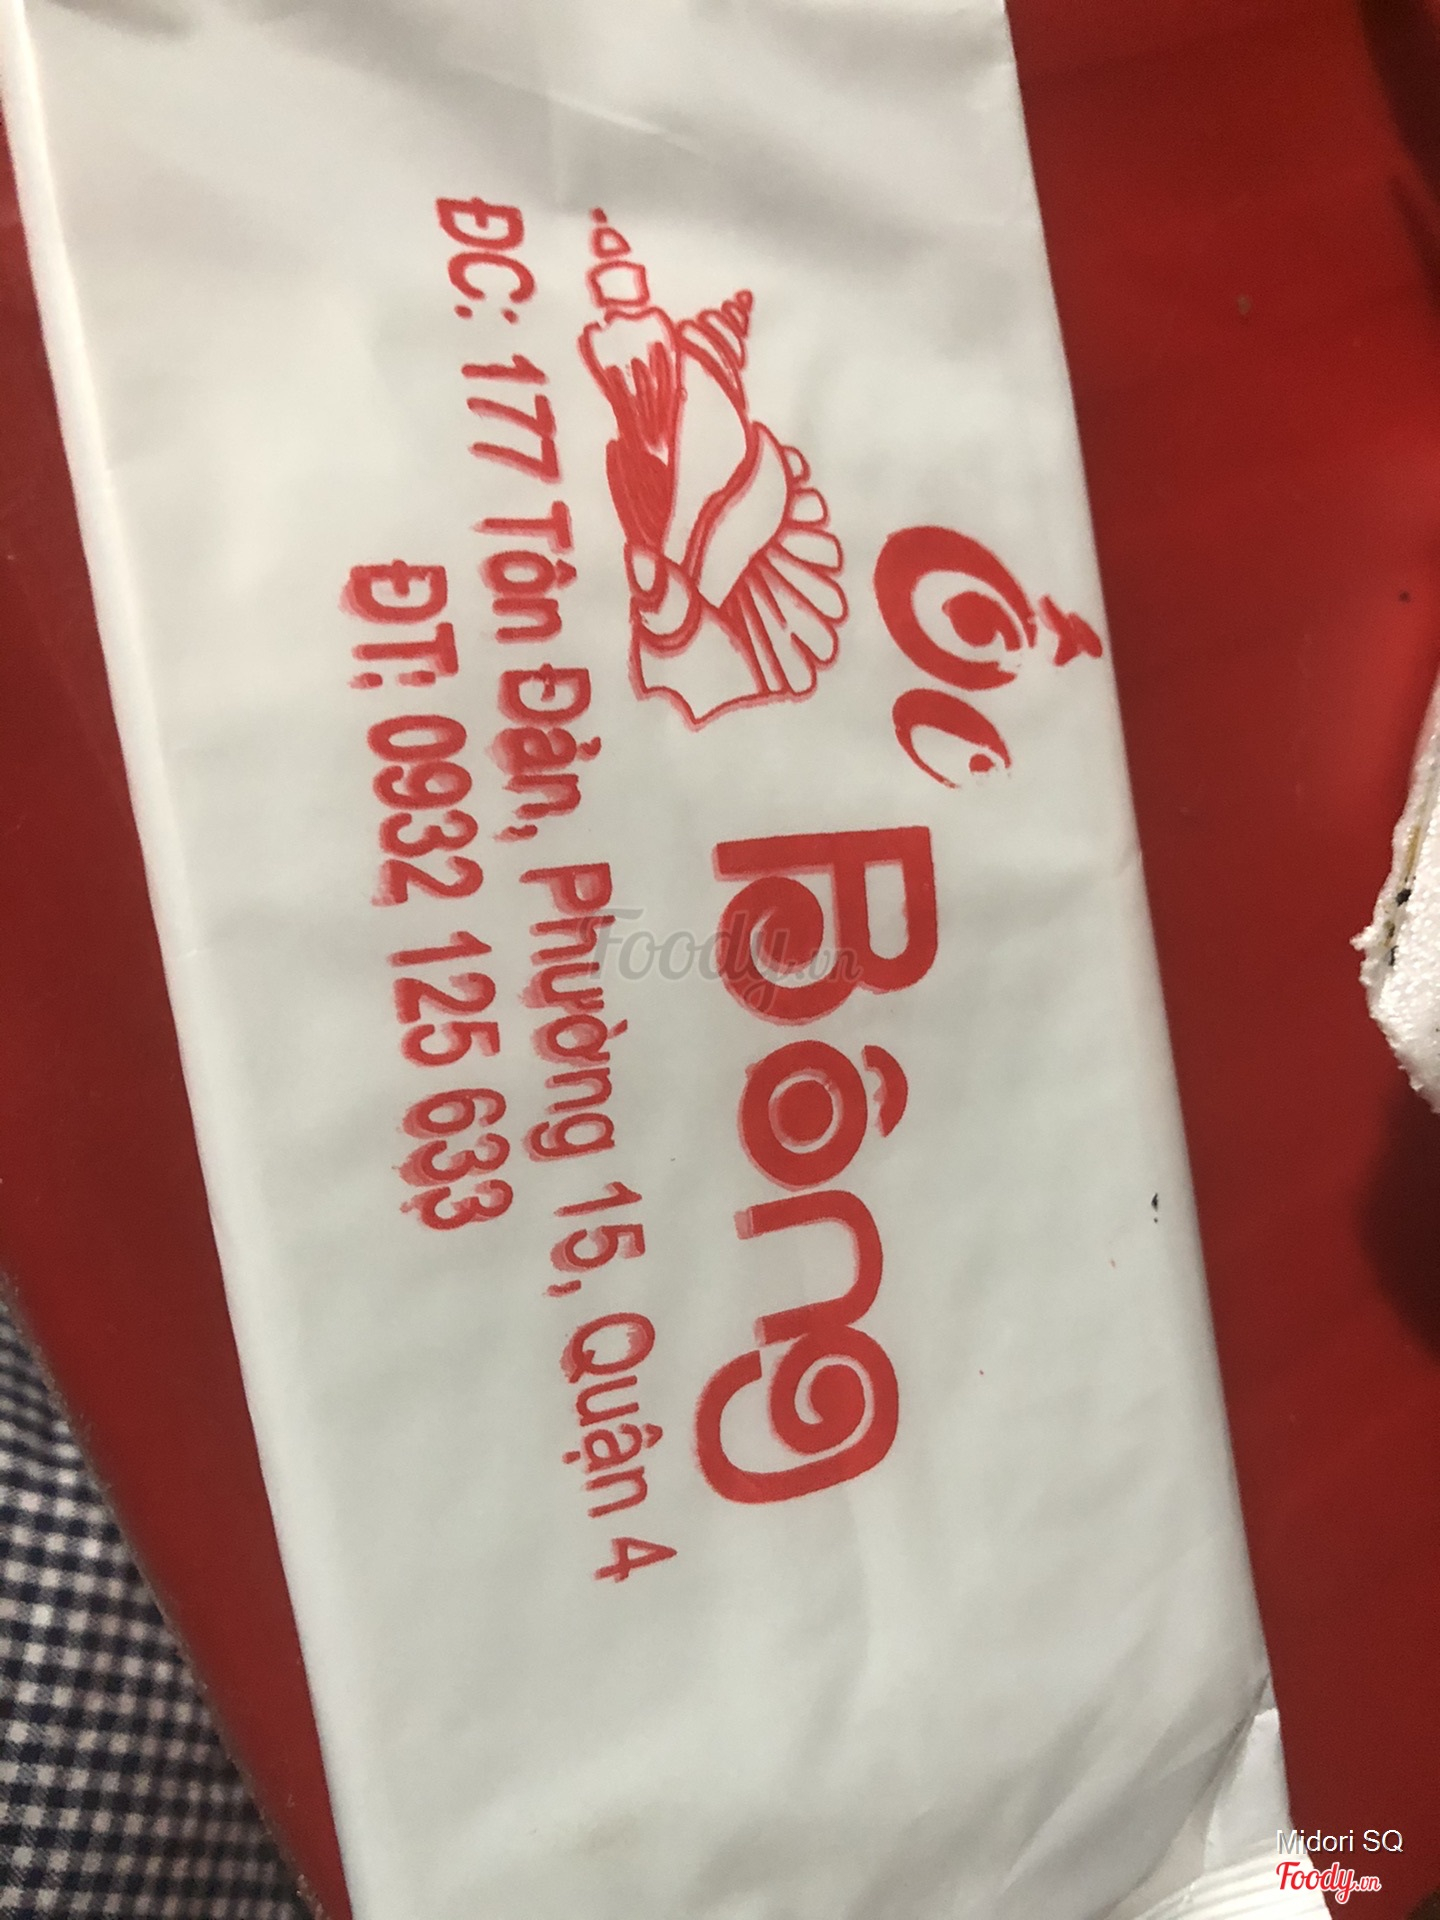 Ốc Bông
ĐC: 177 Tôn Đản, Phường 15, Quận 4
ĐT: 0932 125 633
Foody.vn
Midori SQ
Foody.vn